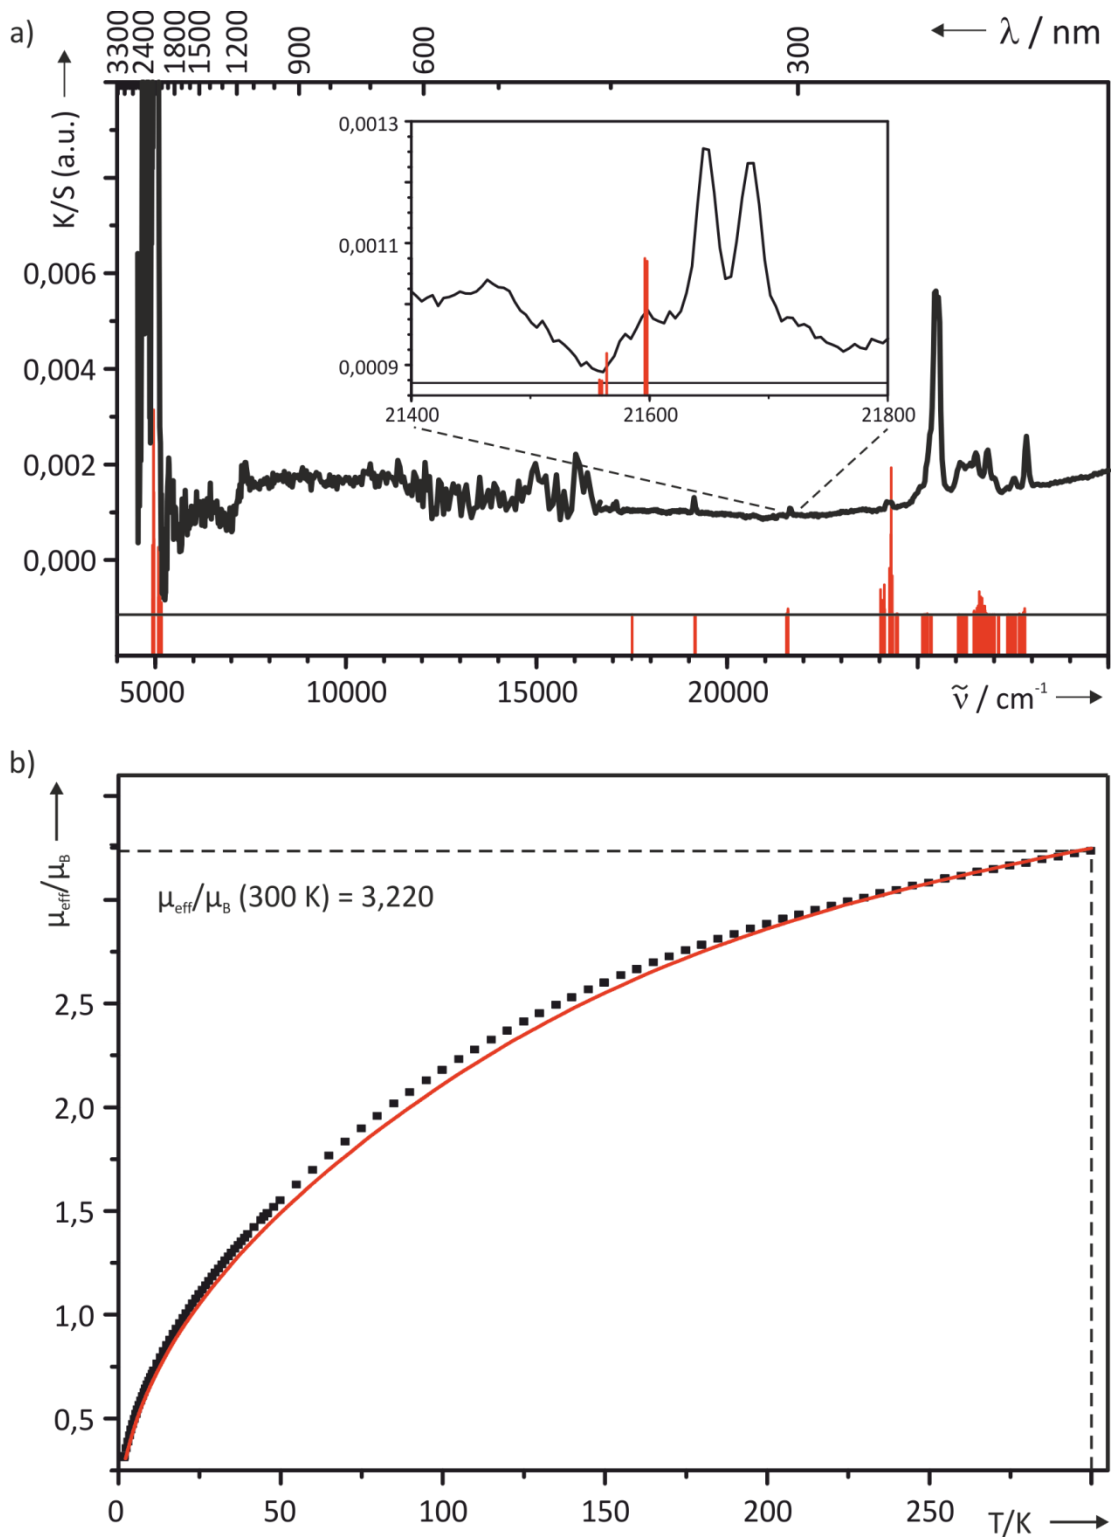 a)
3300 2400 1800 1500 1200 900 600 300
λ / nm
K/S (a.u.)
0,006
0,004
0,002
0,000
0,0013
0,0011
0,0009
21400 21600 21800
5000 10000 15000 20000
ṽ / cm⁻¹
b)
μeff/μB
μeff/μB (300 K) = 3,220
2,5
2,0
1,5
1,0
0,5
0 50 100 150 200 250
T/K